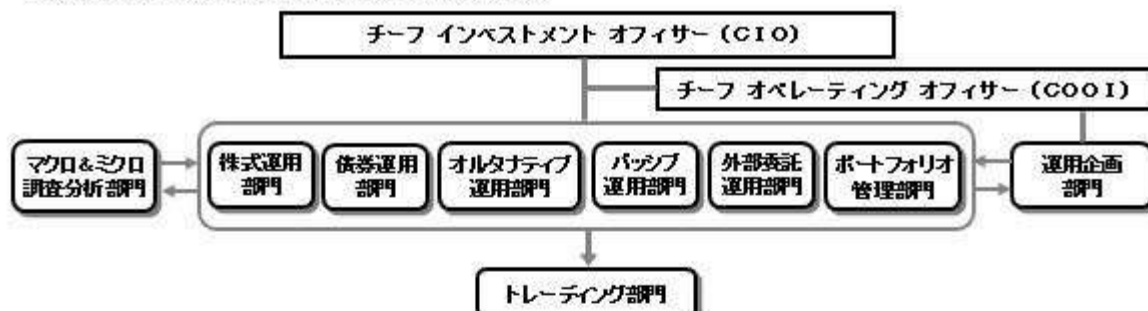 チーフ インベストメント オフィサー (CIO)
チーフ オペレーティング オフィサー (COOI)
マクロ&ミクロ
調査分析部門
株式運用
部門
債券運用
部門
オルタナティブ
運用部門
パッシブ
運用部門
外部委託
運用部門
ポートフォリオ
管理部門
運用企画
部門
トレーディング部門